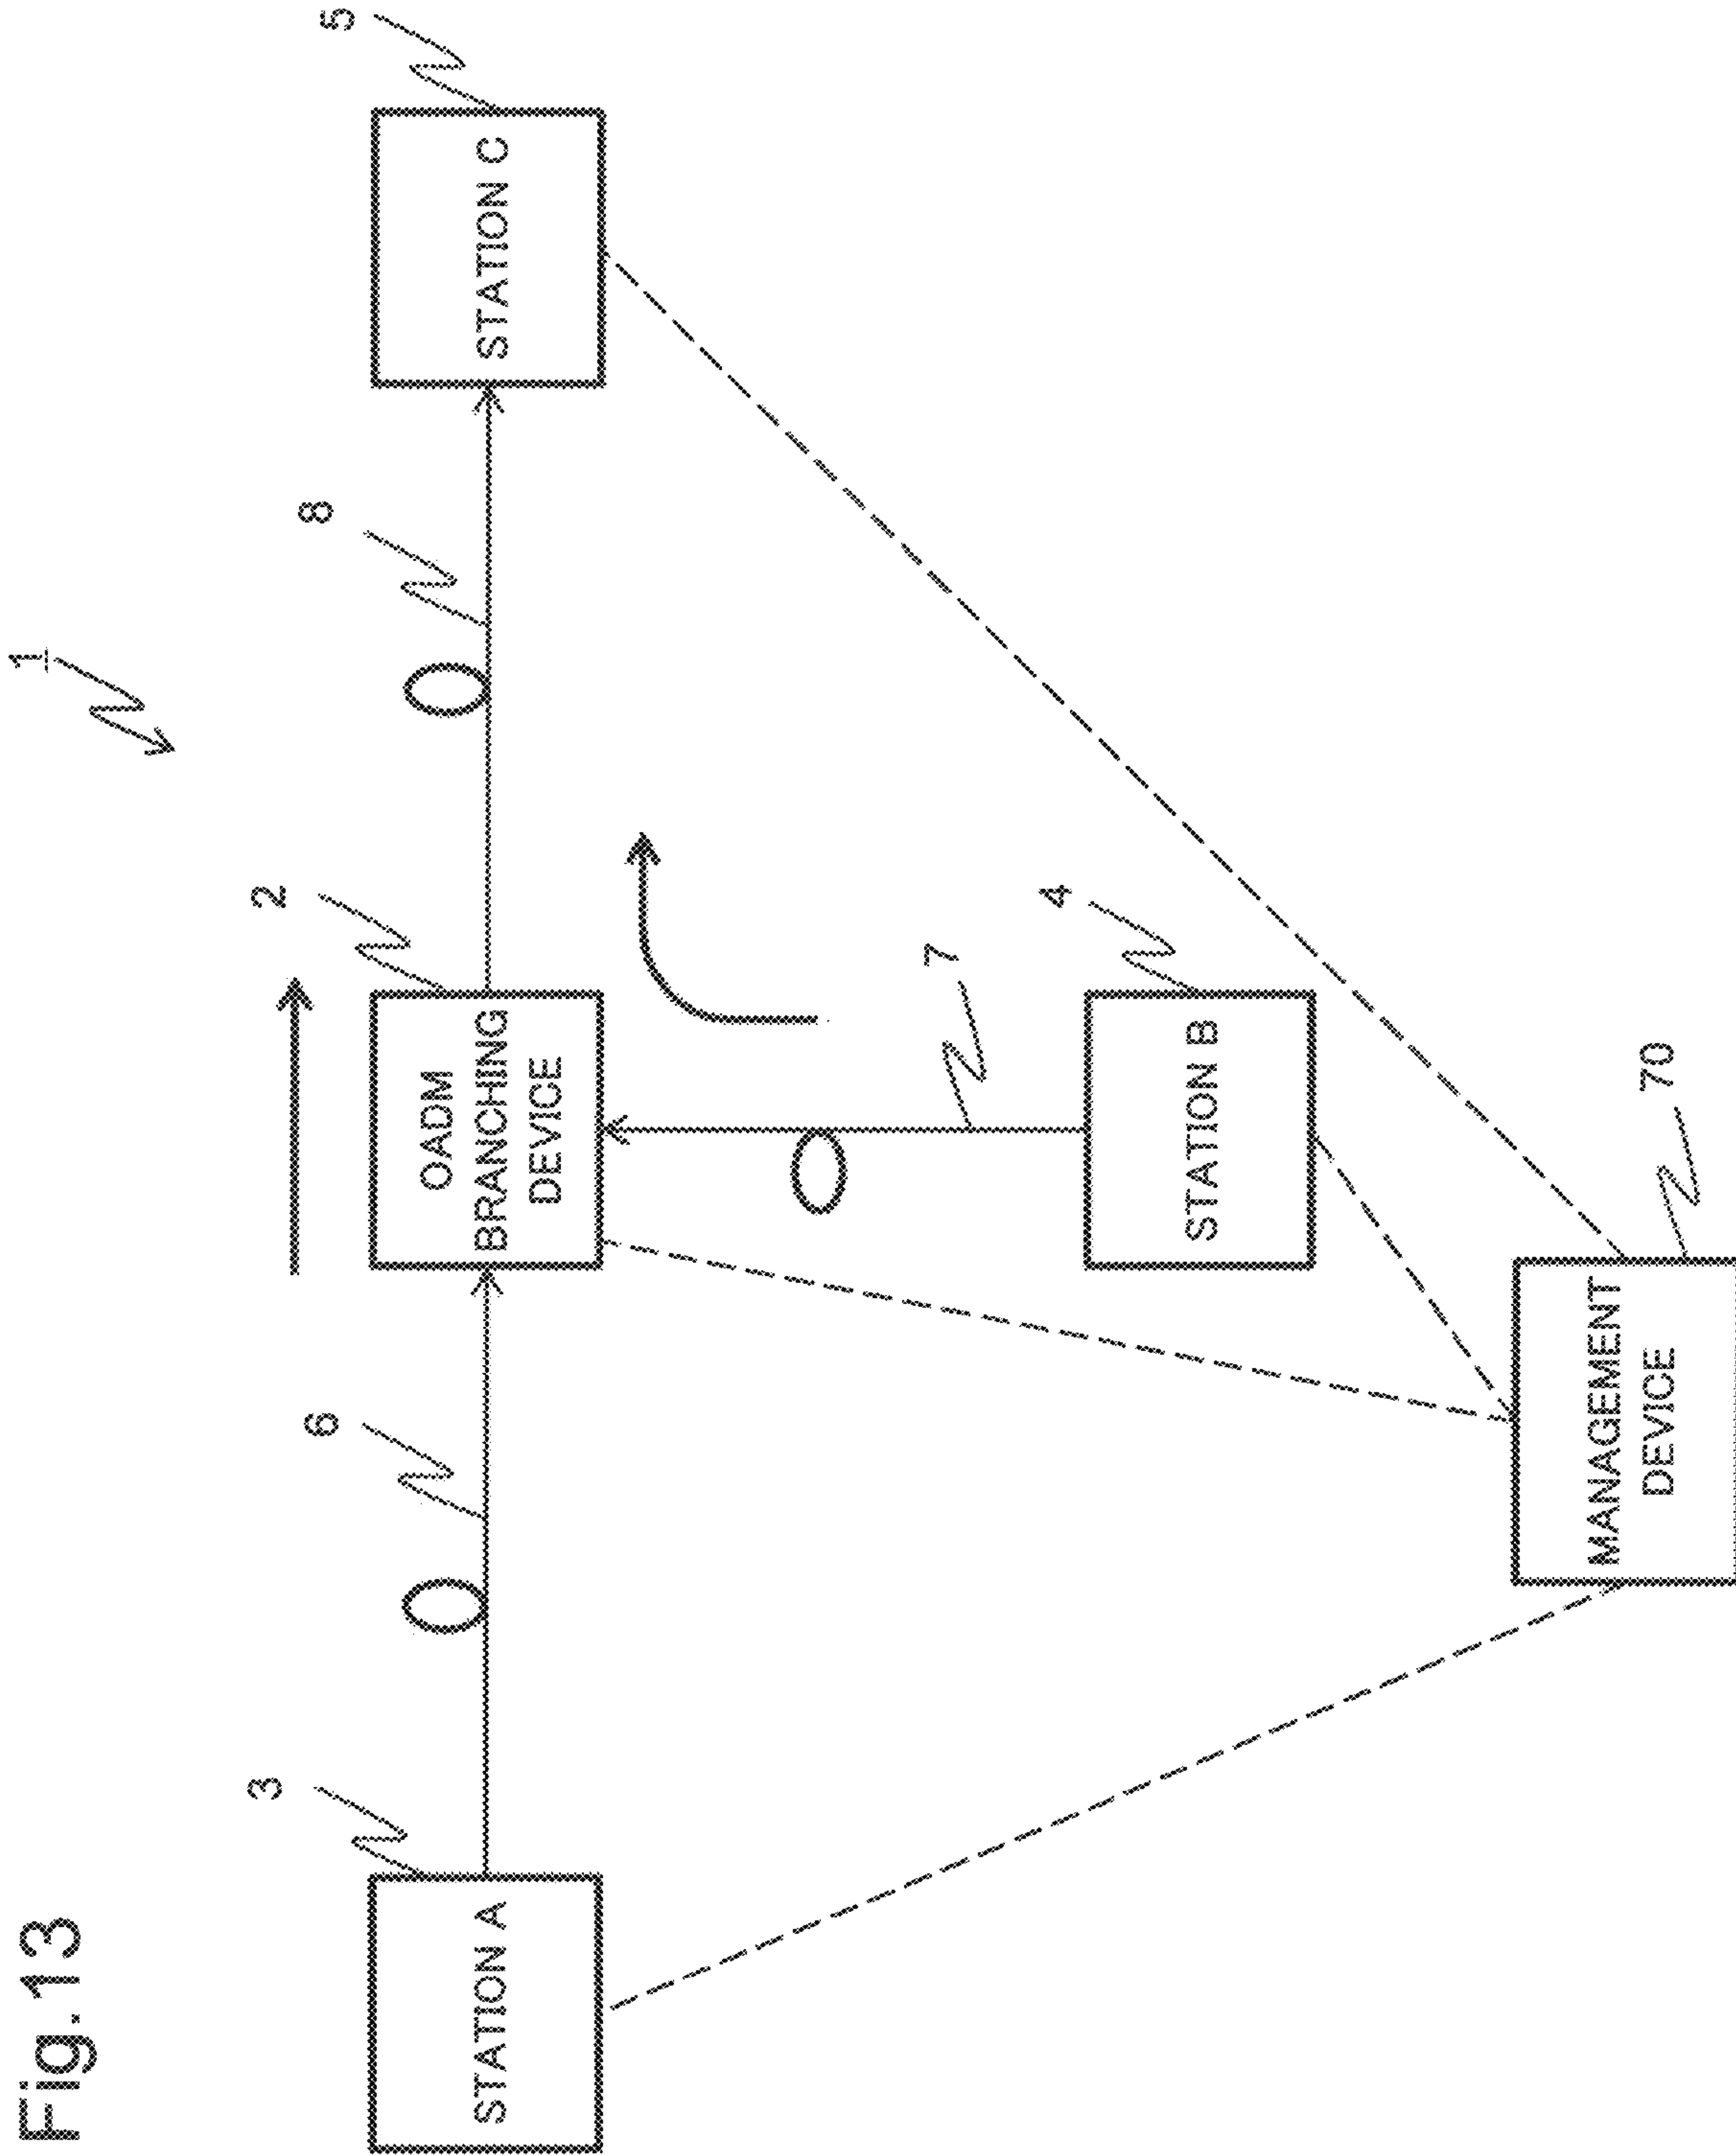 Fig.13
1
3
6
2
8
5
STATION A
OADM
BRANCHING
DEVICE
STATION C
7
4
STATION B
70
MANAGEMENT
DEVICE